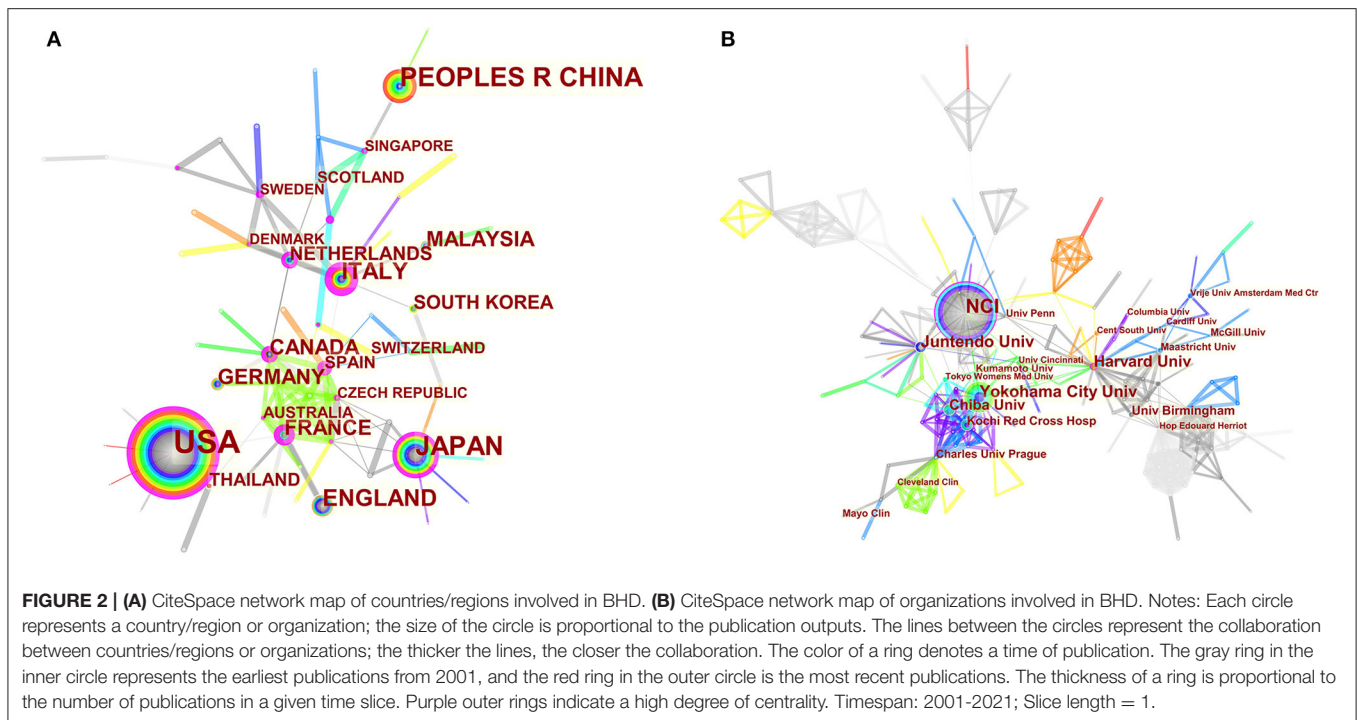 A
PEOPLES R CHINA
SINGAPORE
SCOTLAND
SWEDEN
DENMARK
NETHERLANDS
MALAYSIA
ITALY
SOUTH KOREA
CANADA
SWITZERLAND
SPAIN
GERMANY
CZECH REPUBLIC
AUSTRALIA
FRANCE
USA
JAPAN
THAILAND
ENGLAND
B
Vrije Univ Amsterdam Med Ctr
NCI
Univ Penn
Columbia Univ
Cardiff Univ
Cent South Univ
McGill Univ
Juntendo Univ
Maastricht Univ
Univ Cincinnati
Harvard Univ
Kumamoto Univ
Tokyo Womens Med Univ
Yokohama City Univ
Chiba Univ
Univ Birmingham
Kochi Red Cross Hosp
Hop Edouard Herriot
Charles Univ Prague
Cleveland Clin
Mayo Clin
FIGURE 2 | (A) CiteSpace network map of countries/regions involved in BHD. (B) CiteSpace network map of organizations involved in BHD. Notes: Each circle
represents a country/region or organization; the size of the circle is proportional to the publication outputs. The lines between the circles represent the collaboration
between countries/regions or organizations; the thicker the lines, the closer the collaboration. The color of a ring denotes a time of publication. The gray ring in the
inner circle represents the earliest publications from 2001, and the red ring in the outer circle is the most recent publications. The thickness of a ring is proportional to
the number of publications in a given time slice. Purple outer rings indicate a high degree of centrality. Timespan: 2001-2021; Slice length = 1.